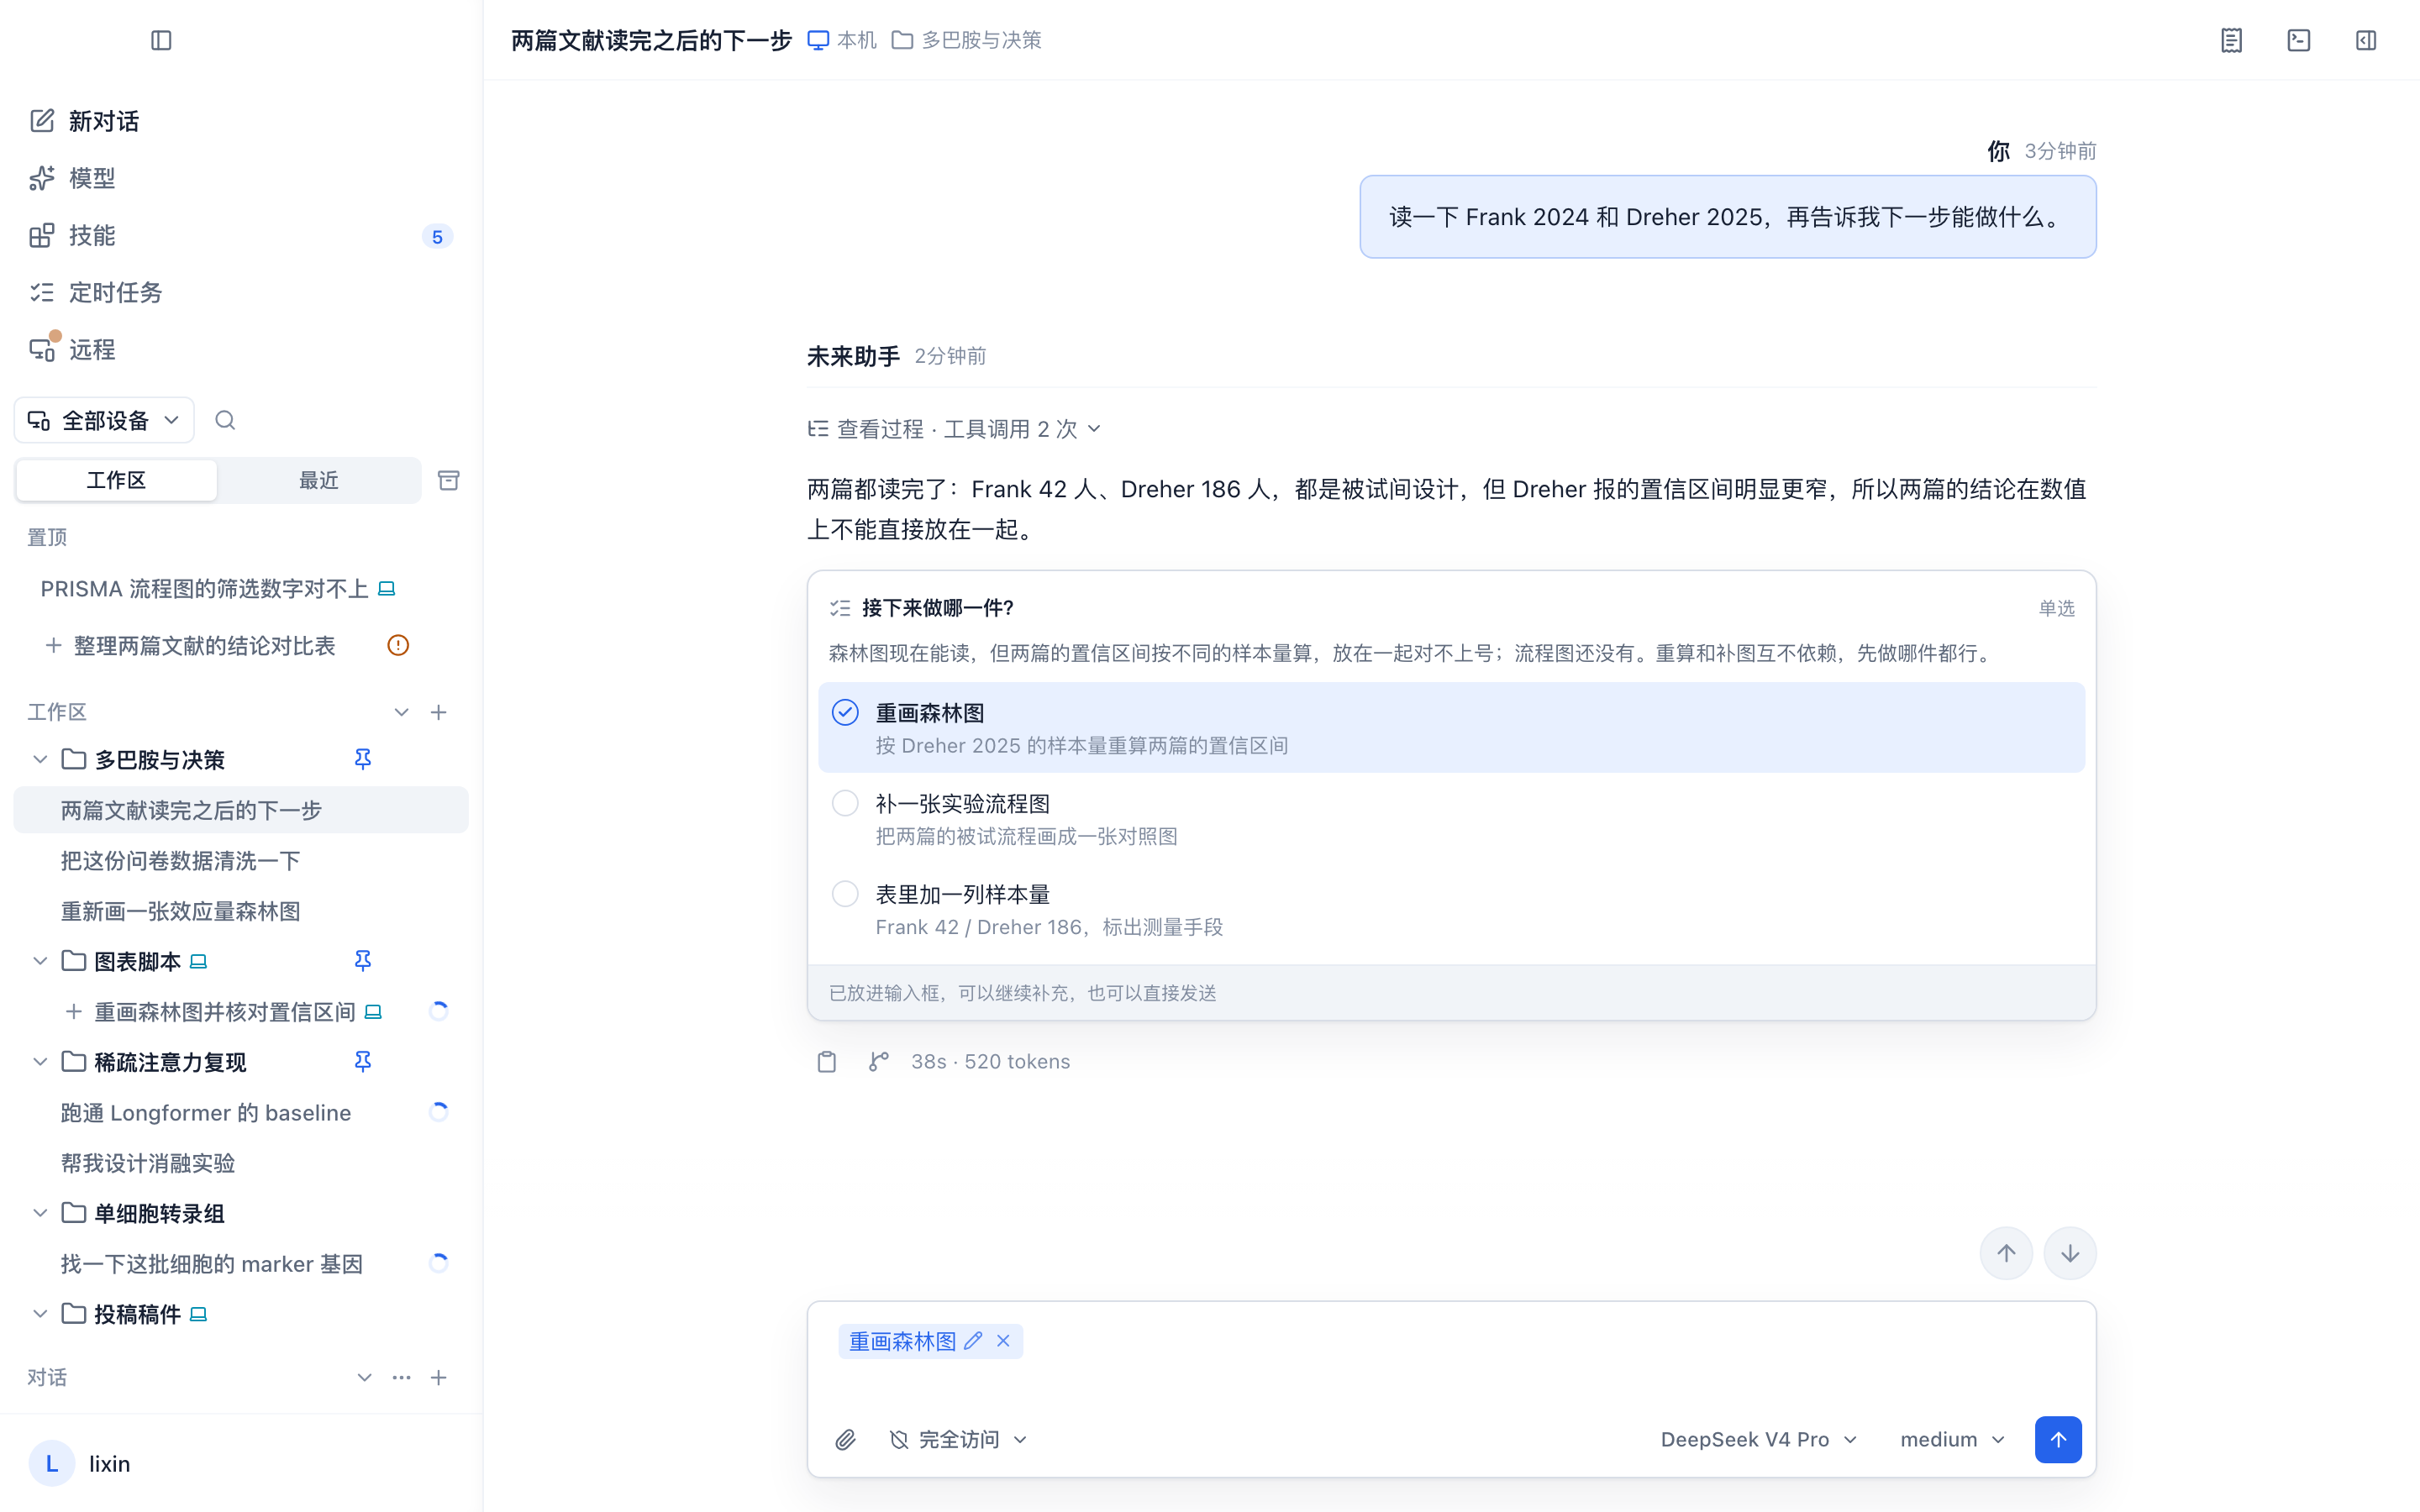 新对话
模型
技能
5
定时任务
远程
全部设备
工作区
最近
置顶
PRISMA 流程图的筛选数字对不上
整理两篇文献的结论对比表
工作区
多巴胺与决策
两篇文献读完之后的下一步
把这份问卷数据清洗一下
重新画一张效应量森林图
图表脚本
重画森林图并核对置信区间
稀疏注意力复现
跑通 Longformer 的 baseline
帮我设计消融实验
单细胞转录组
找一下这批细胞的 marker 基因
投稿稿件
对话
L
lixin
两篇文献读完之后的下一步 本机 多巴胺与决策
你 3分钟前
读一下 Frank 2024 和 Dreher 2025，再告诉我下一步能做什么。
未来助手 2分钟前
查看过程 · 工具调用 2 次
两篇都读完了：Frank 42 人、Dreher 186 人，都是被试间设计，但 Dreher 报的置信区间明显更窄，所以两篇的结论在数值
上不能直接放在一起。
接下来做哪一件？
单选
森林图现在能读，但两篇的置信区间按不同的样本量算，放在一起对不上号；流程图还没有。重算和补图互不依赖，先做哪件都行。
重画森林图
按 Dreher 2025 的样本量重算两篇的置信区间
补一张实验流程图
把两篇的被试流程画成一张对照图
表里加一列样本量
Frank 42 / Dreher 186，标出测量手段
已放进输入框，可以继续补充，也可以直接发送
38s · 520 tokens
重画森林图
完全访问
DeepSeek V4 Pro
medium